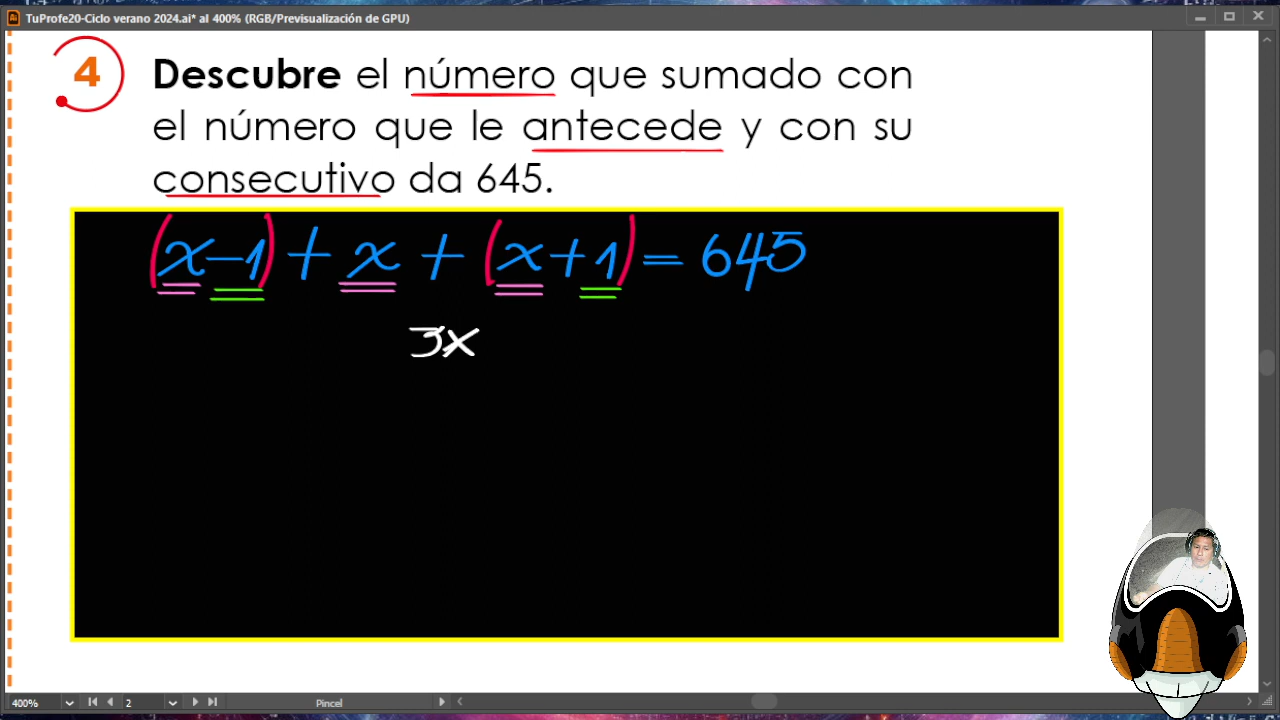 TuProfe20-Ciclo verano 2024.ai* al 400% (RGB/Previsualización de GPU)
4
Descubre el número que sumado con
el número que le antecede y con su
consecutivo da 645.
(x-1) + x + (x+1) = 645
3x
400%
2
Pincel